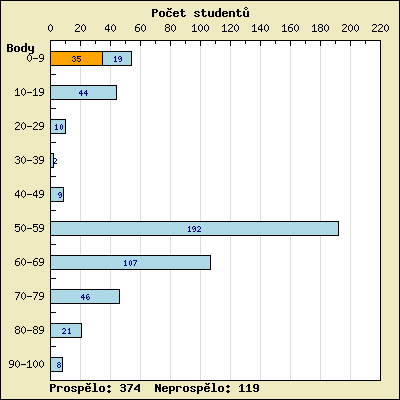 Počet studentů
0 20 40 60 80 100 120 140 160 180 200 220
Body
0-9 35 19
10-19 44
20-29 10
30-39 2
40-49 9
50-59 192
60-69 107
70-79 46
80-89 21
90-100 8
Prospělo: 374 Neprospělo: 119